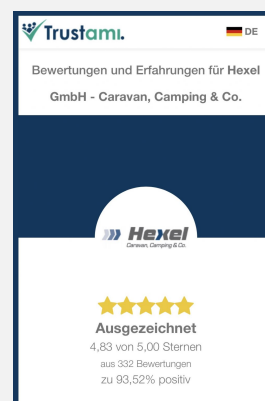 Trustami.
DE
Bewertungen und Erfahrungen für Hexel
GmbH - Caravan, Camping & Co.
Hexel
Caravan, Camping & Co.
Ausgezeichnet
4,83 von 5,00 Sternen
aus 332 Bewertungen
zu 93,52% positiv